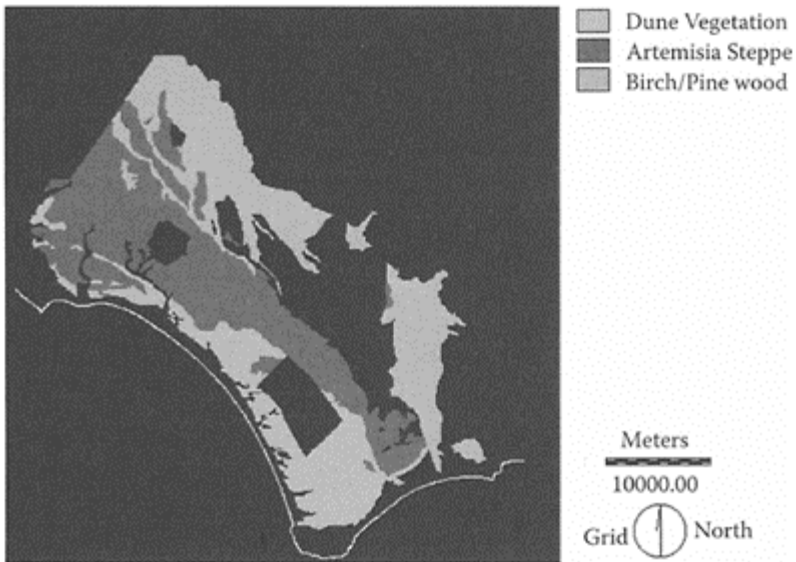 Dune Vegetation
Artemisia Steppe
Birch/Pine wood
Meters
10000.00
Grid North